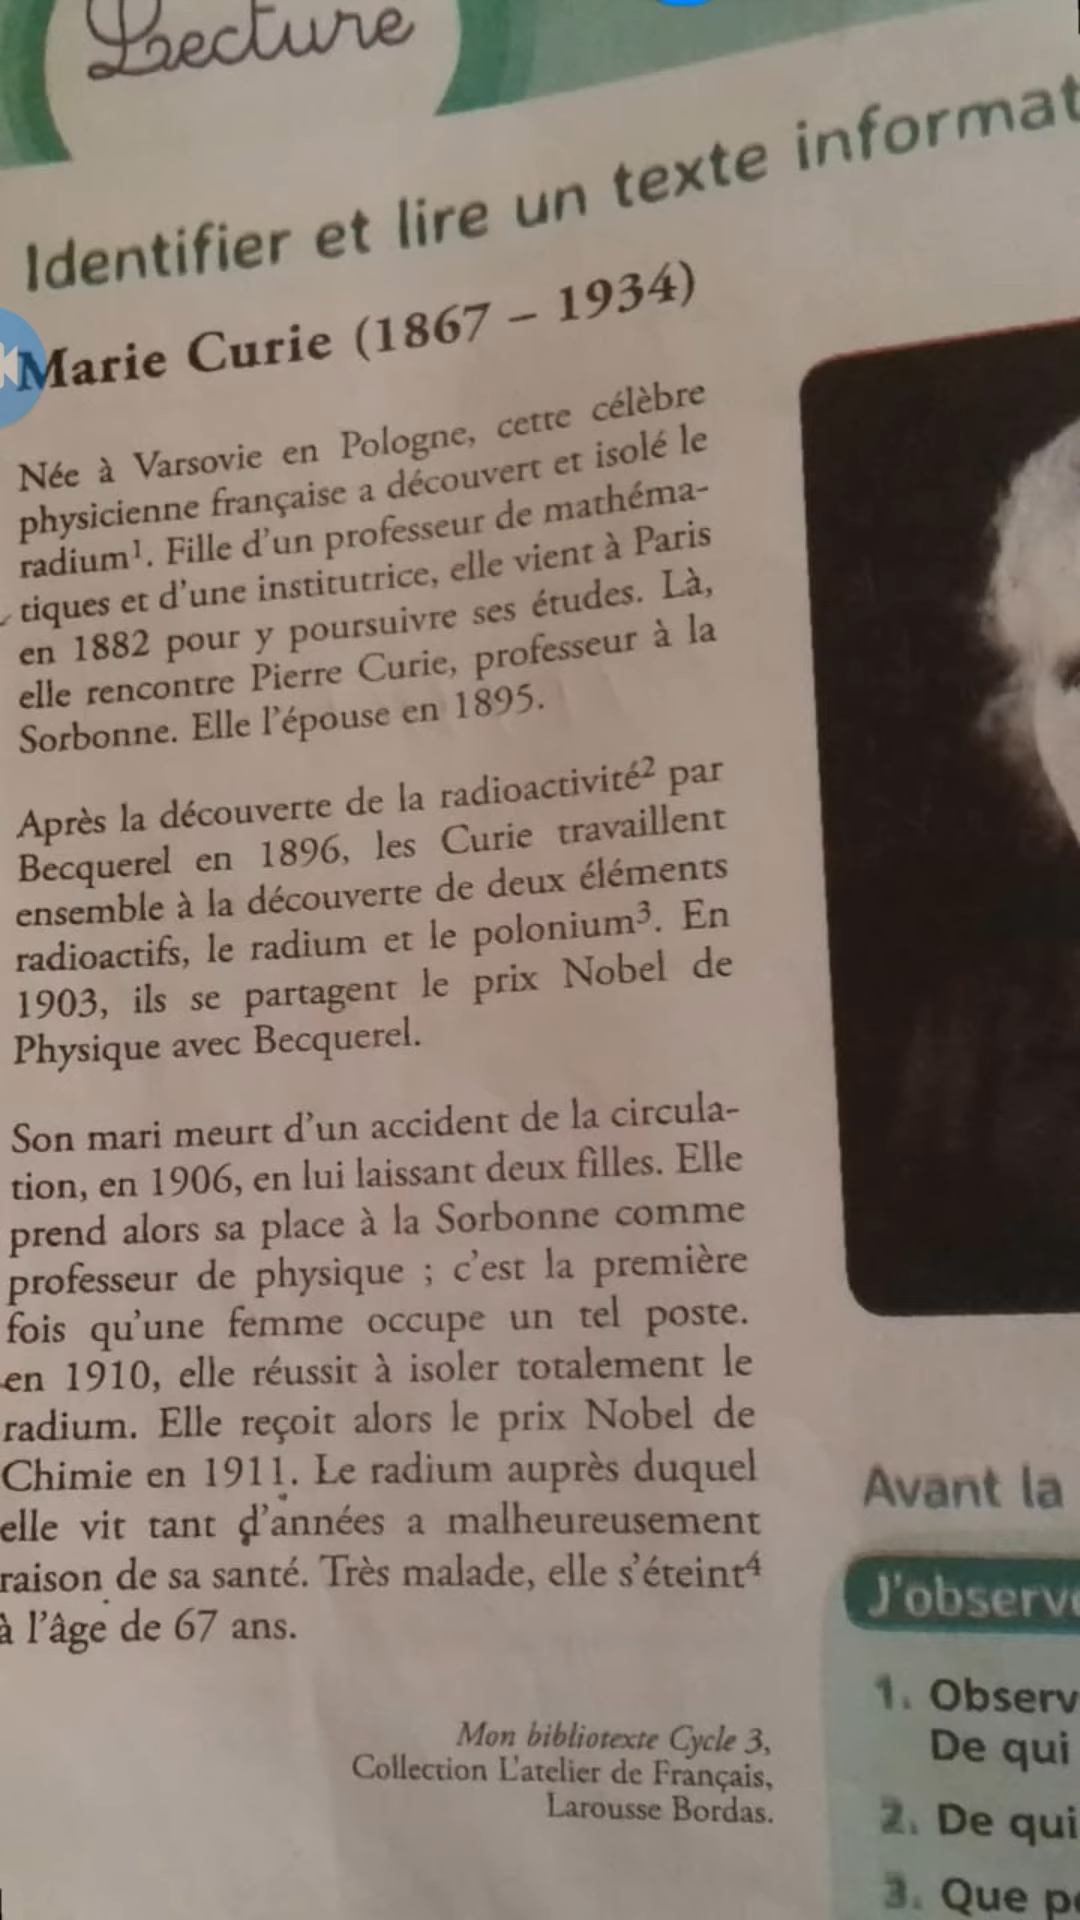 Lecture
Identifier et lire un texte informat
Marie Curie (1867 – 1934)
Née à Varsovie en Pologne, cette célèbre
physicienne française a découvert et isolé le
radium¹. Fille d'un professeur de mathéma-
tiques et d'une institutrice, elle vient à Paris
en 1882 pour y poursuivre ses études. Là,
elle rencontre Pierre Curie, professeur à la
Sorbonne. Elle l'épouse en 1895.
Après la découverte de la radioactivité² par
Becquerel en 1896, les Curie travaillent
ensemble à la découverte de deux éléments
radioactifs, le radium et le polonium³. En
1903, ils se partagent le prix Nobel de
Physique avec Becquerel.
Son mari meurt d'un accident de la circula-
tion, en 1906, en lui laissant deux filles. Elle
prend alors sa place à la Sorbonne comme
professeur de physique ; c'est la première
fois qu'une femme occupe un tel poste.
en 1910, elle réussit à isoler totalement le
radium. Elle reçoit alors le prix Nobel de
Chimie en 1911. Le radium auprès duquel
elle vit tant d'années a malheureusement
raison de sa santé. Très malade, elle s'éteint⁴
à l'âge de 67 ans.
Mon bibliotexte Cycle 3,
Collection L'atelier de Français,
Larousse Bordas.
Avant la
J'observe
1. Observ
De qui
2. De qui
3. Que pe